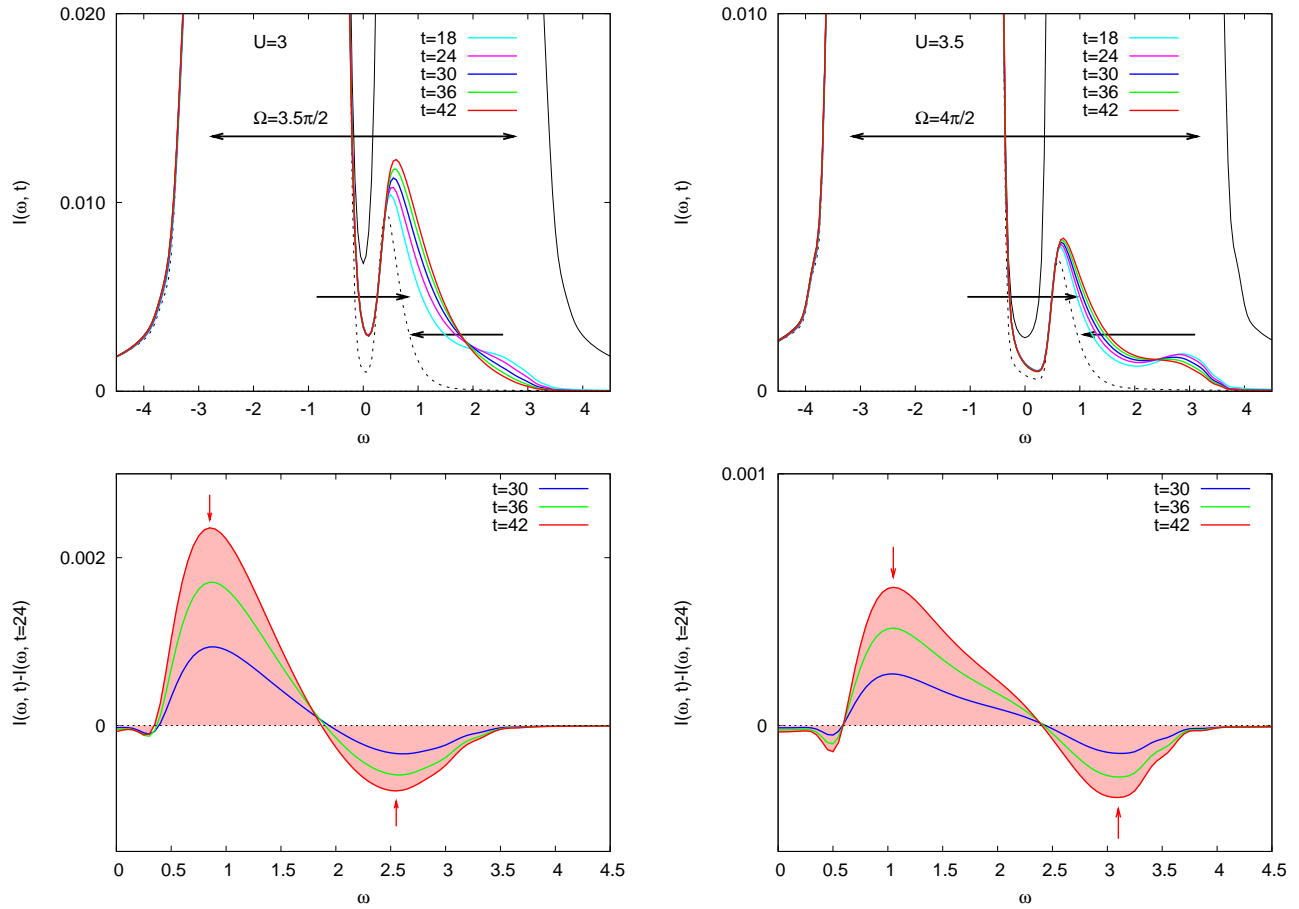 U=3
t=18
t=24
t=30
t=36
t=42
Ω=3.5π/2
I(ω, t)
0.020
0.010
0
-4 -3 -2 -1 0 1 2 3 4
ω
U=3.5
t=18
t=24
t=30
t=36
t=42
Ω=4π/2
I(ω, t)
0.010
0
-4 -3 -2 -1 0 1 2 3 4
ω
t=30
t=36
t=42
I(ω, t)-I(ω, t=24)
0.002
0
0 0.5 1 1.5 2 2.5 3 3.5 4 4.5
ω
t=30
t=36
t=42
I(ω, t)-I(ω, t=24)
0.001
0
0 0.5 1 1.5 2 2.5 3 3.5 4 4.5
ω